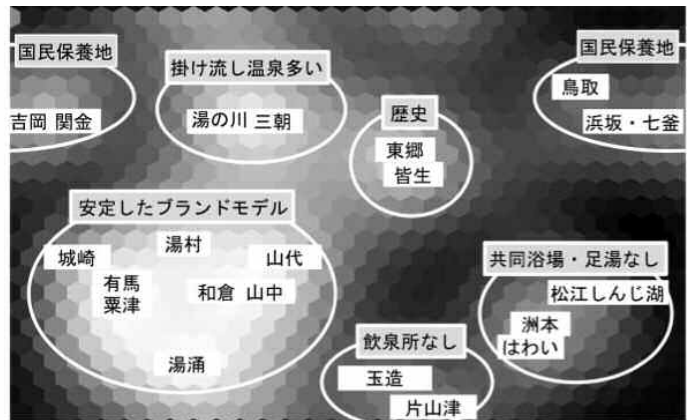 国民保養地
吉岡 関金
掛け流し温泉多い
湯の川 三朝
歴史
東郷
皆生
国民保養地
鳥取
浜坂・七釜
安定したブランドモデル
城崎
湯村
山代
有馬
粟津
和倉 山中
湯涌
共同浴場・足湯なし
松江しんじ湖
洲本
はわい
飲泉所なし
玉造
片山津